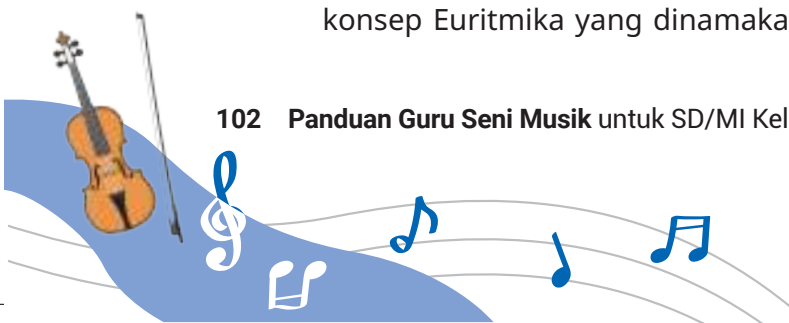 konsep Euritmika yang dinamaka
102 Panduan Guru Seni Musik untuk SD/MI Kel